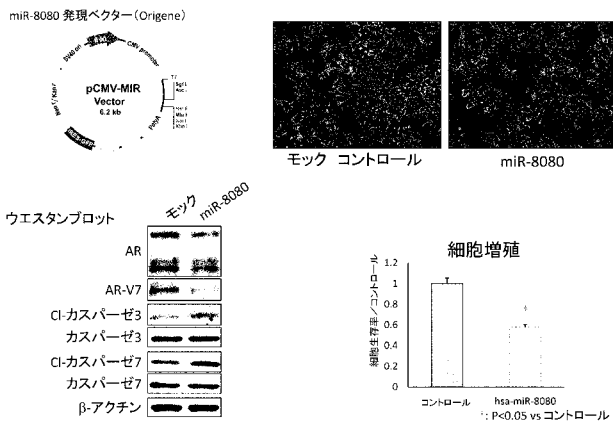 miR-8080 発現ベクター(Origene)
SV40 ori
CMV promoter
T7
pCMV-MIR
Vector
6.2 kb
PolyA
モック コントロール
miR-8080
ウエスタンブロット
モック
miR-8080
AR
AR-V7
Cl-カスパーゼ3
カスパーゼ3
Cl-カスパーゼ7
カスパーゼ7
β-アクチン
細胞増殖
細胞生存率/コントロール
1.2
1
0.8
0.6
0.4
0.2
0
コントロール
hsa-miR-8080
*: P<0.05 vs コントロール